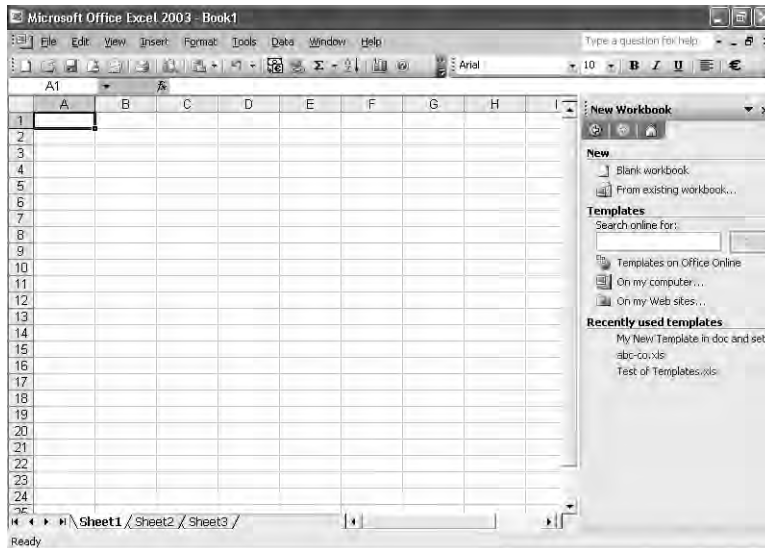 Microsoft Office Excel 2003 - Book1
File Edit View Insert Format Tools Data Window Help
Type a question for help
Σ Arial 10 B I U €
A1 fx
A B C D E F G H I
1
2
3
4
5
6
7
8
9
10
11
12
13
14
15
16
17
18
19
20
21
22
23
24
25
Sheet1 / Sheet2 / Sheet3 /
Ready
New Workbook
New
Blank workbook
From existing workbook...
Templates
Search online for:
Templates on Office Online
On my computer...
On my Web sites...
Recently used templates
My New Template in doc and set
abc-co.xls
Test of Templates.xls